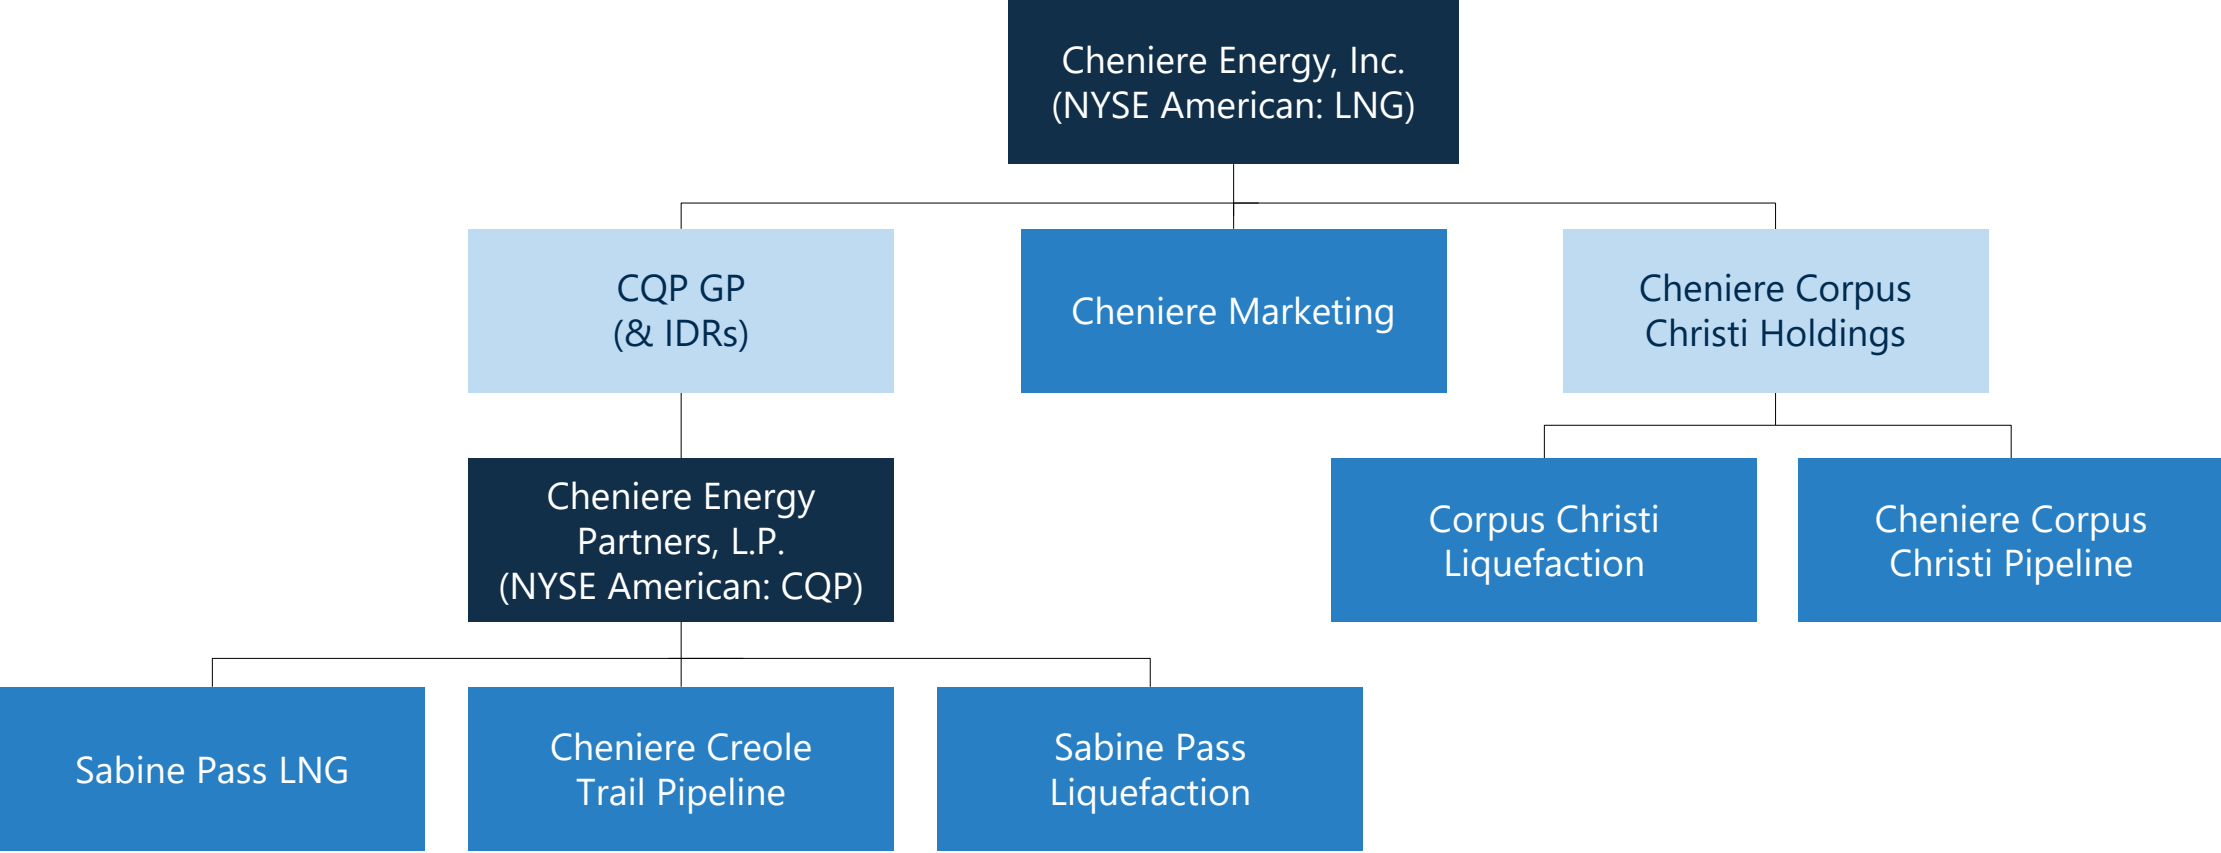 Cheniere Energy, Inc.
(NYSE American: LNG)
CQP GP
(& IDRs)
Cheniere Marketing
Cheniere Corpus
Christi Holdings
Cheniere Energy
Partners, L.P.
(NYSE American: CQP)
Corpus Christi
Liquefaction
Cheniere Corpus
Christi Pipeline
Sabine Pass LNG
Cheniere Creole
Trail Pipeline
Sabine Pass
Liquefaction